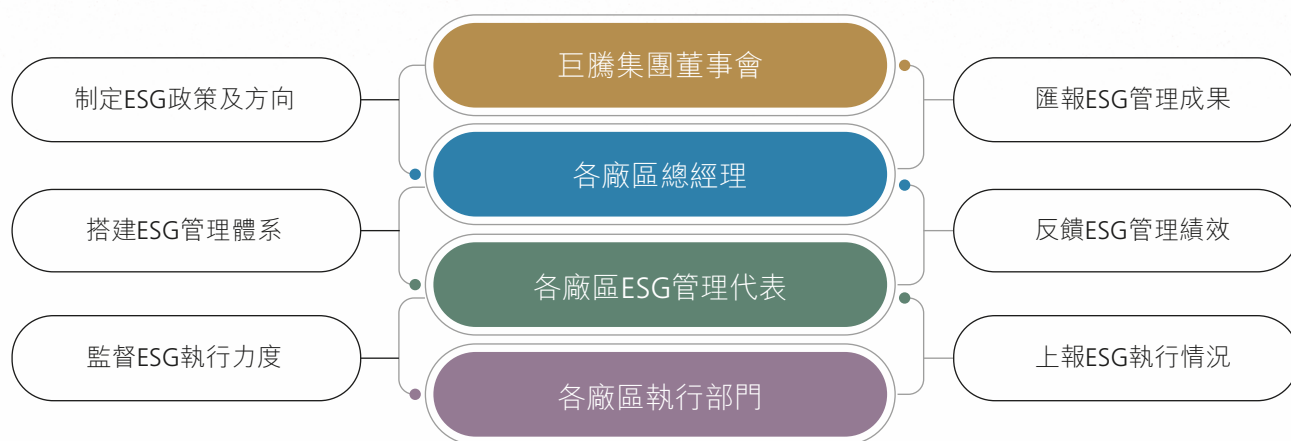 巨騰集團董事會
制定ESG政策及方向
匯報ESG管理成果
各廠區總經理
搭建ESG管理體系
反饋ESG管理績效
各廠區ESG管理代表
監督ESG執行力度
上報ESG執行情況
各廠區執行部門